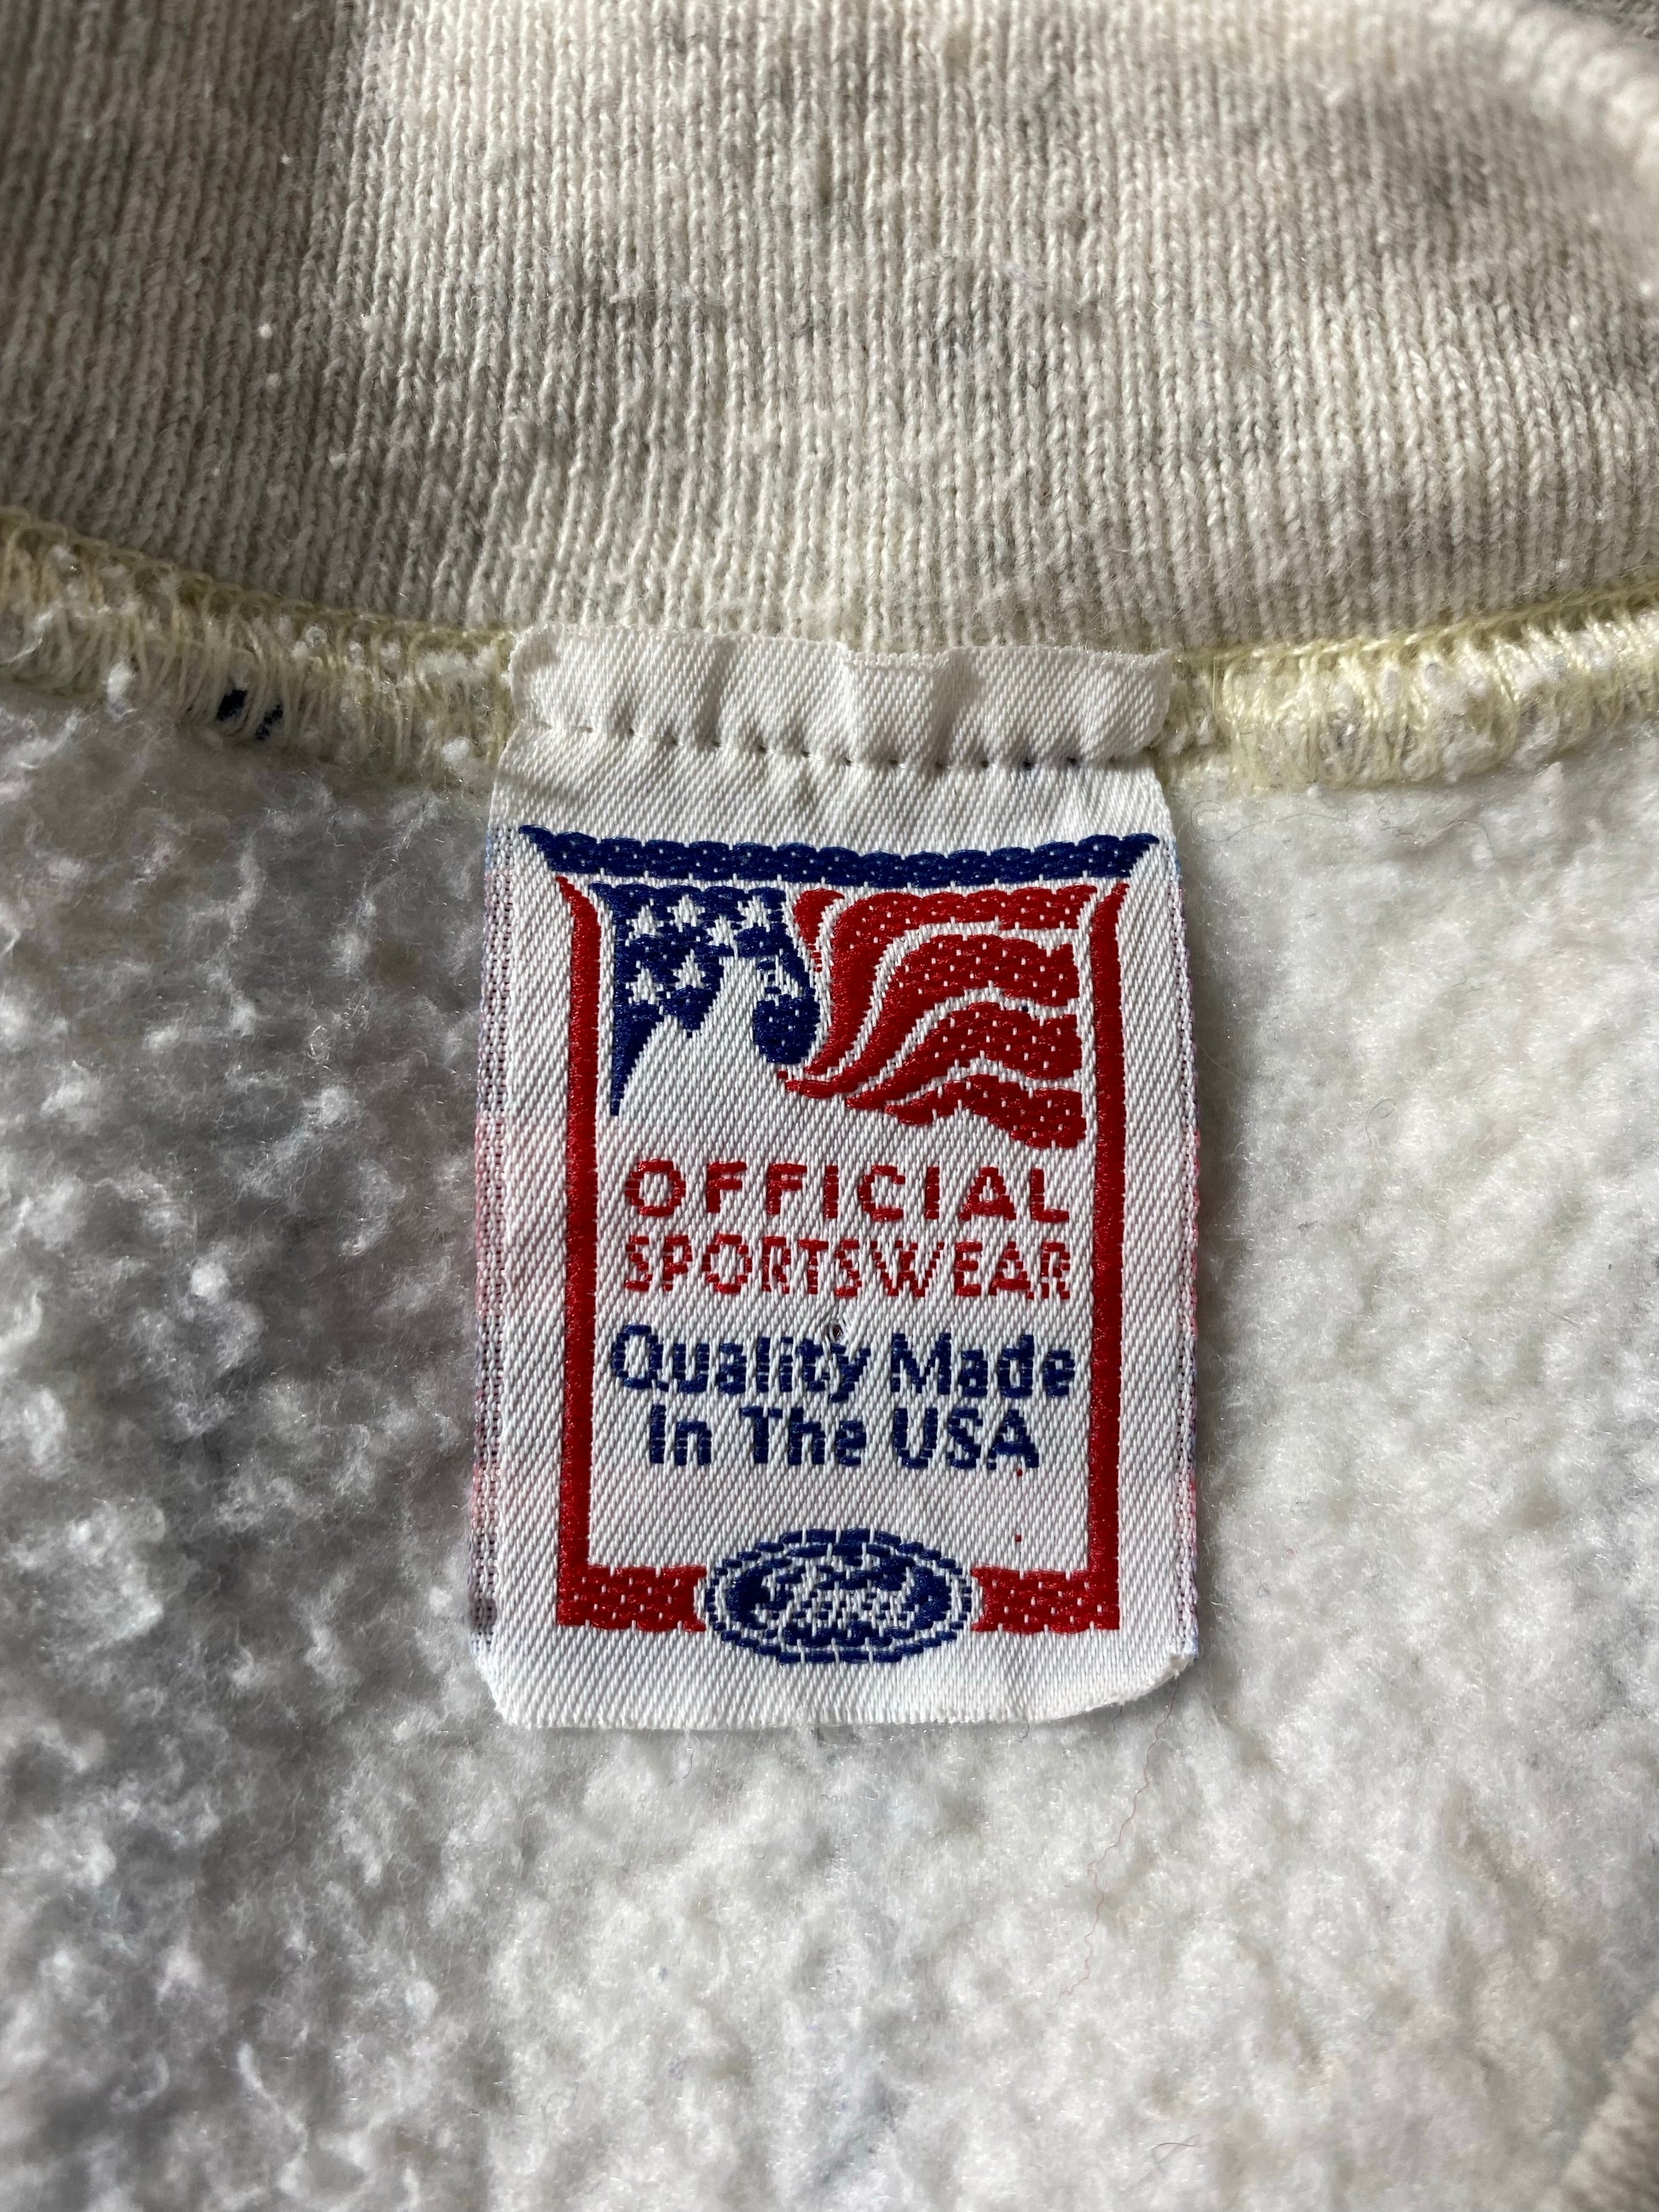 OFFICIAL
SPORTSWEAR
Quality Made
In The USA